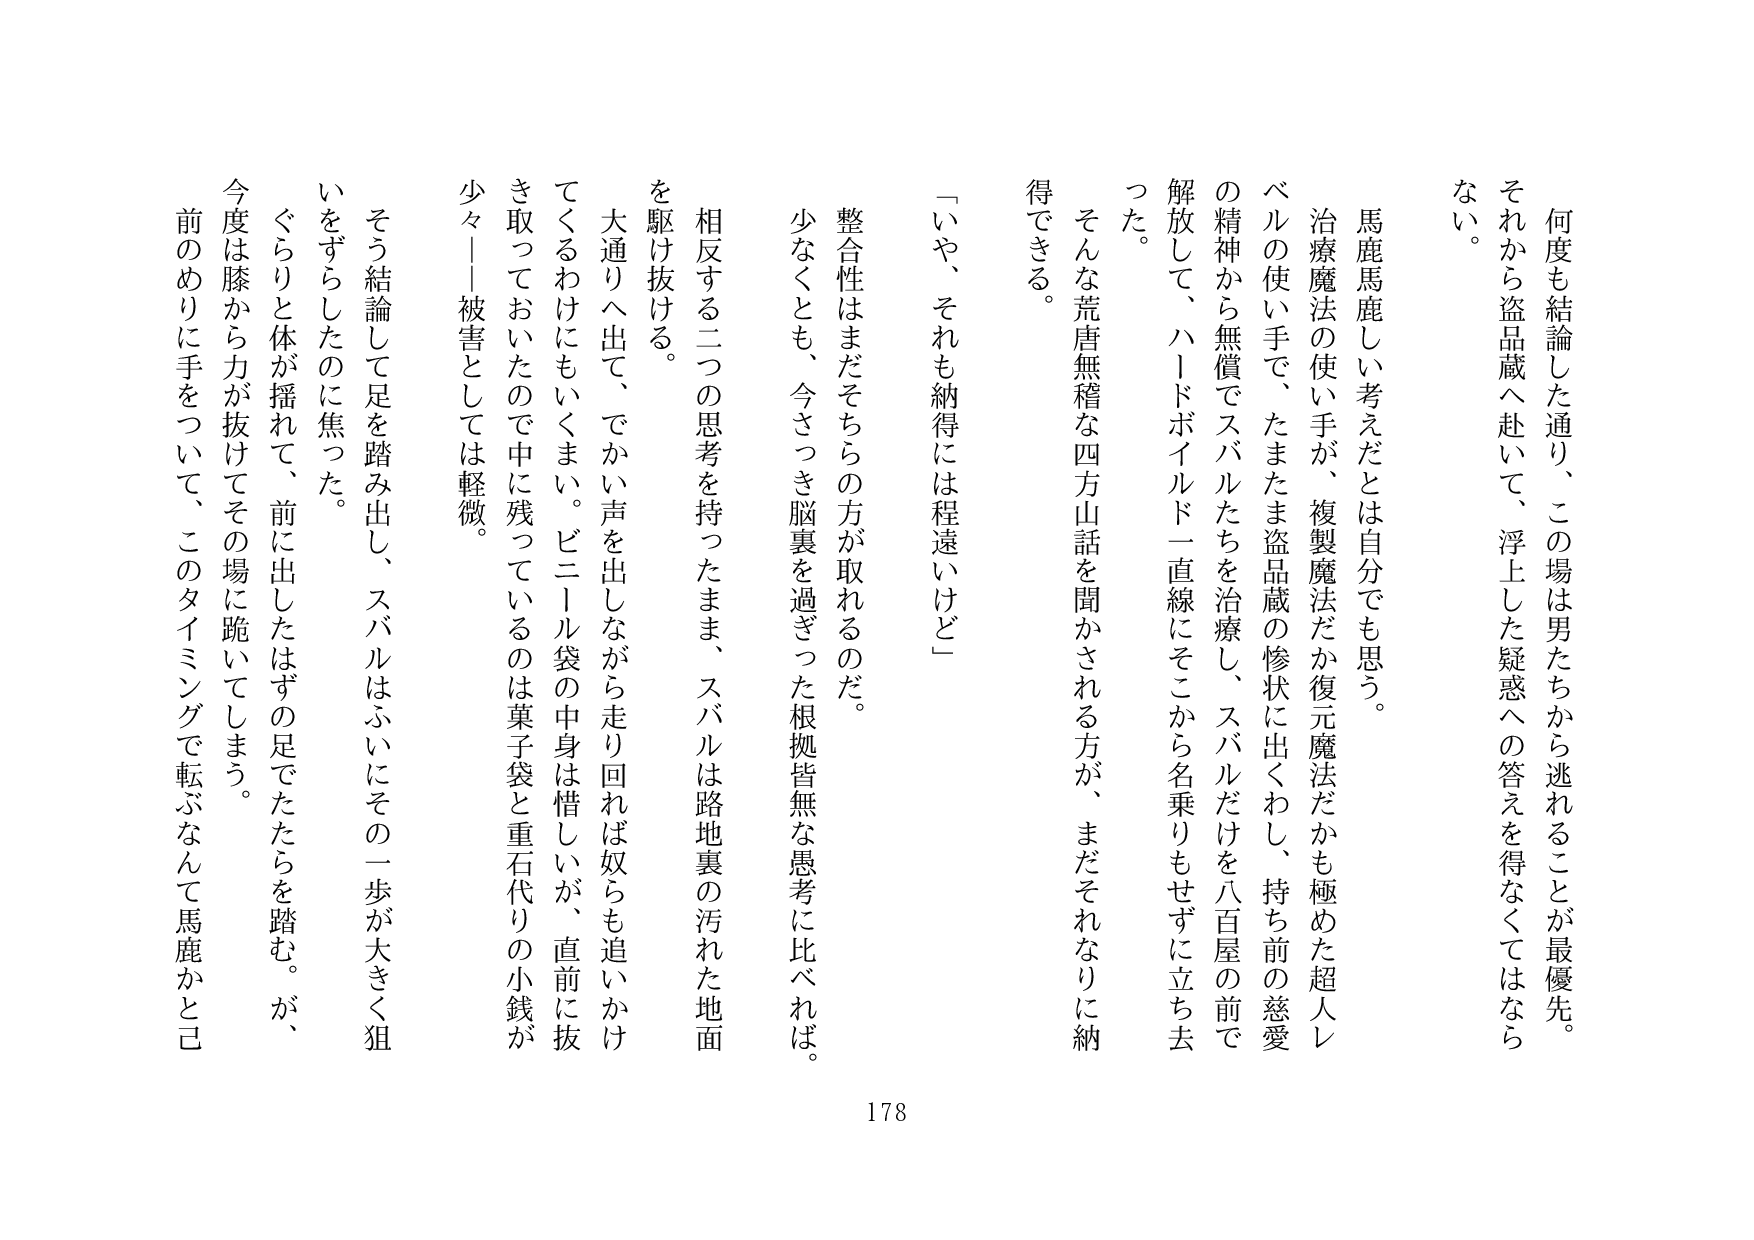 何度も結論した通り、この場は男たちから逃れることが最優先。
それから盗品蔵へ赴いて、浮上した疑惑への答えを得なくてはなら
ない。
馬鹿馬鹿しい考えだとは自分でも思う。
治療魔法の使い手が、複製魔法だか復元魔法だかも極めた超人レ
ベルの使い手で、たまたま盗品蔵の惨状に出くわし、持ち前の慈愛
の精神から無償でスバルたちを治療し、スバルだけを八百屋の前で
解放して、ハードボイルド一直線にそこから名乗りもせずに立ち去
った。
そんな荒唐無稽な四方山話を聞かされる方が、まだそれなりに納
得できる。
「いや、それも納得には程遠いけど」
整合性はまだそちらの方が取れるのだ。
少なくとも、今さっき脳裏を過ぎった根拠皆無な愚考に比べれば。
相反する二つの思考を持ったまま、スバルは路地裏の汚れた地面
を駆け抜ける。
大通りへ出て、でかい声を出しながら走り回れば奴らも追いかけ
てくるわけにもいくまい。ビニール袋の中身は惜しいが、直前に抜
き取っておいたので中に残っているのは菓子袋と重石代りの小銭が
少々――被害としては軽微。
そう結論して足を踏み出し、スバルはふいにその一歩が大きく狙
いをずらしたのに焦った。
ぐらりと体が揺れて、前に出したはずの足でたたらを踏む。が、
今度は膝から力が抜けてその場に跪いてしまう。
前のめりに手をついて、このタイミングで転ぶなんて馬鹿かと己
178